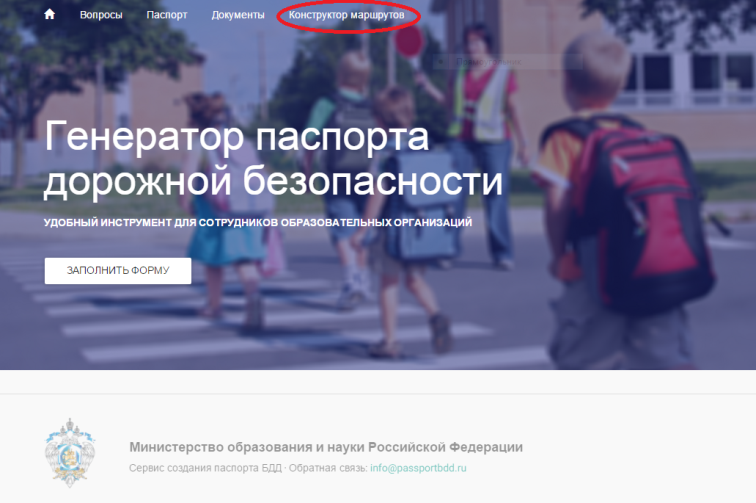 Вопросы Паспорт Документы Конструктор маршрутов
Генератор паспорта
дорожной безопасности
УДОБНЫЙ ИНСТРУМЕНТ ДЛЯ СОТРУДНИКОВ ОБРАЗОВАТЕЛЬНЫХ ОРГАНИЗАЦИЙ
ЗАПОЛНИТЬ ФОРМУ
Министерство образования и науки Российской Федерации
Сервис создания паспорта БДД · Обратная связь: info@passportbdd.ru